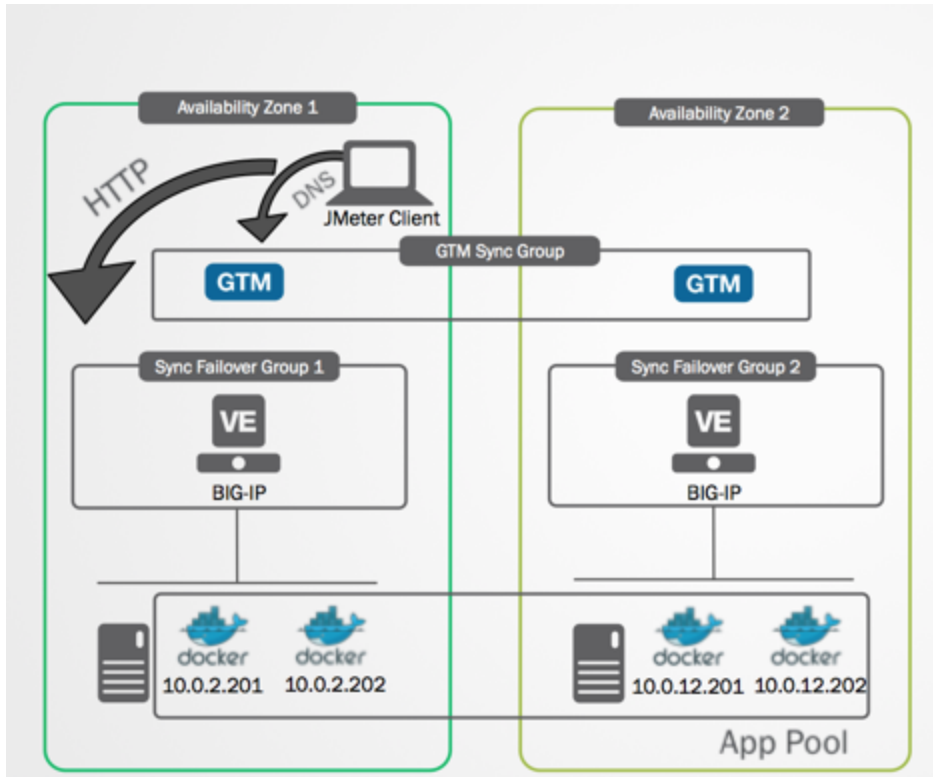 Availability Zone 1
Availability Zone 2
HTTP
DNS
JMeter Client
GTM Sync Group
GTM
GTM
Sync Failover Group 1
Sync Failover Group 2
VE
VE
BIG-IP
BIG-IP
docker
docker
docker
docker
10.0.2.201
10.0.2.202
10.0.12.201
10.0.12.202
App Pool